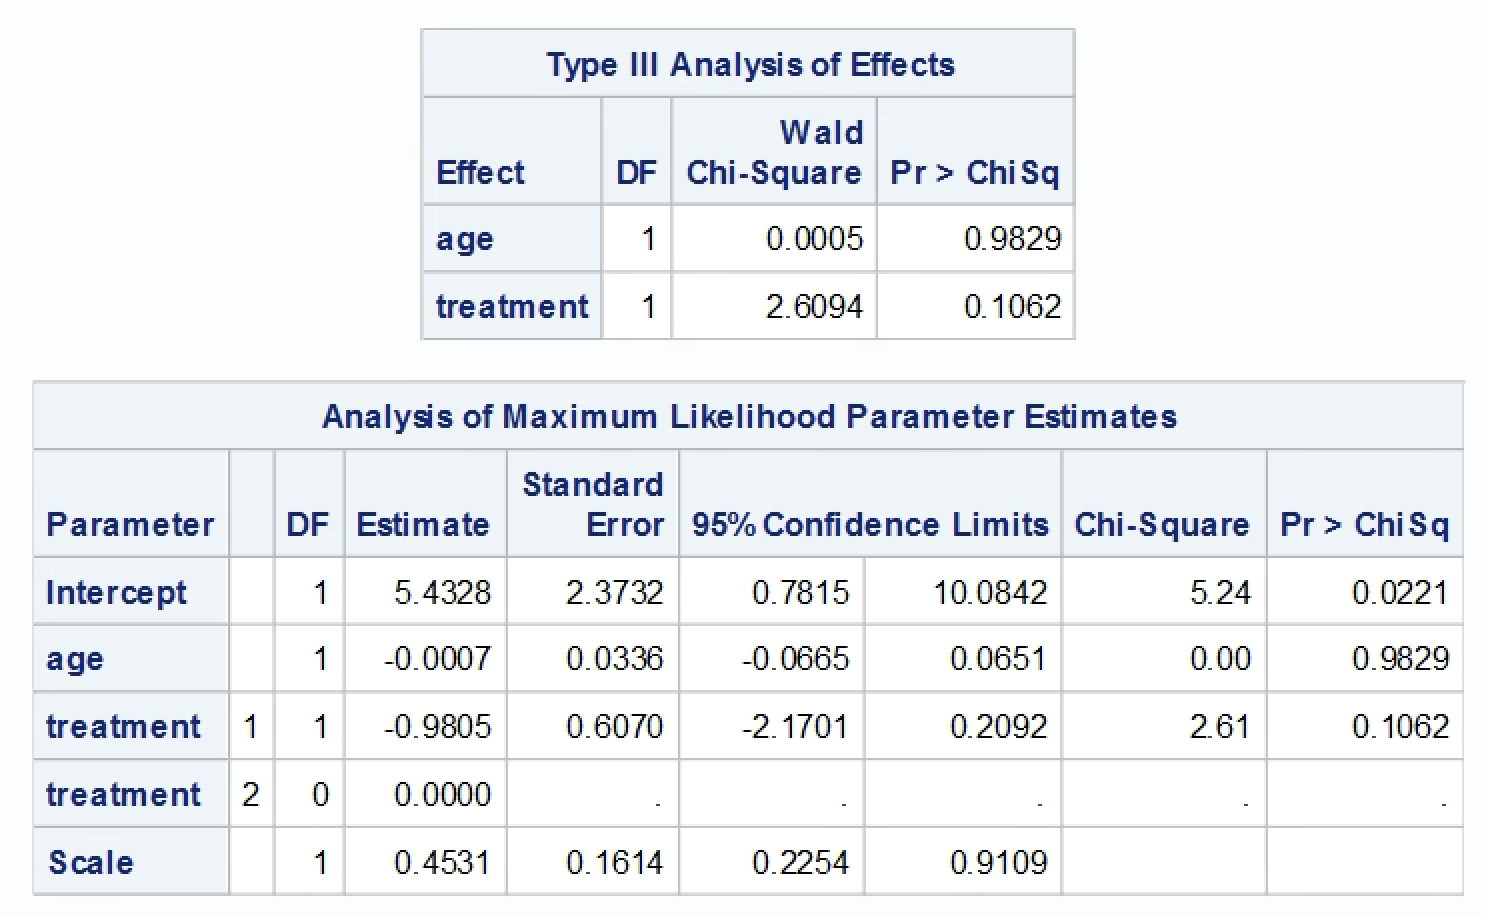 Type III Analysis of Effects
Wald
Effect DF Chi-Square Pr > ChiSq
age 1 0.0005 0.9829
treatment 1 2.6094 0.1062
Analysis of Maximum Likelihood Parameter Estimates
Standard
Parameter DF Estimate Error 95% Confidence Limits Chi-Square Pr > ChiSq
Intercept 1 5.4328 2.3732 0.7815 10.0842 5.24 0.0221
age 1 -0.0007 0.0336 -0.0665 0.0651 0.00 0.9829
treatment 1 1 -0.9805 0.6070 -2.1701 0.2092 2.61 0.1062
treatment 2 0 0.0000 . . . . .
Scale 1 0.4531 0.1614 0.2254 0.9109